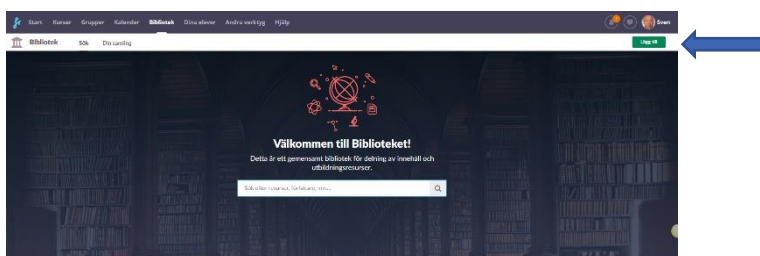 Start Kurser Grupper Kalender Bibliotek Dina elever Andra verktyg Hjälp Sven
Bibliotek Sök Din samling Lägg till
Välkommen till Biblioteket!
Detta är ett gemensamt bibliotek för delning av innehåll och
utbildningsresurser.
Sök efter resurser, författare, mm...